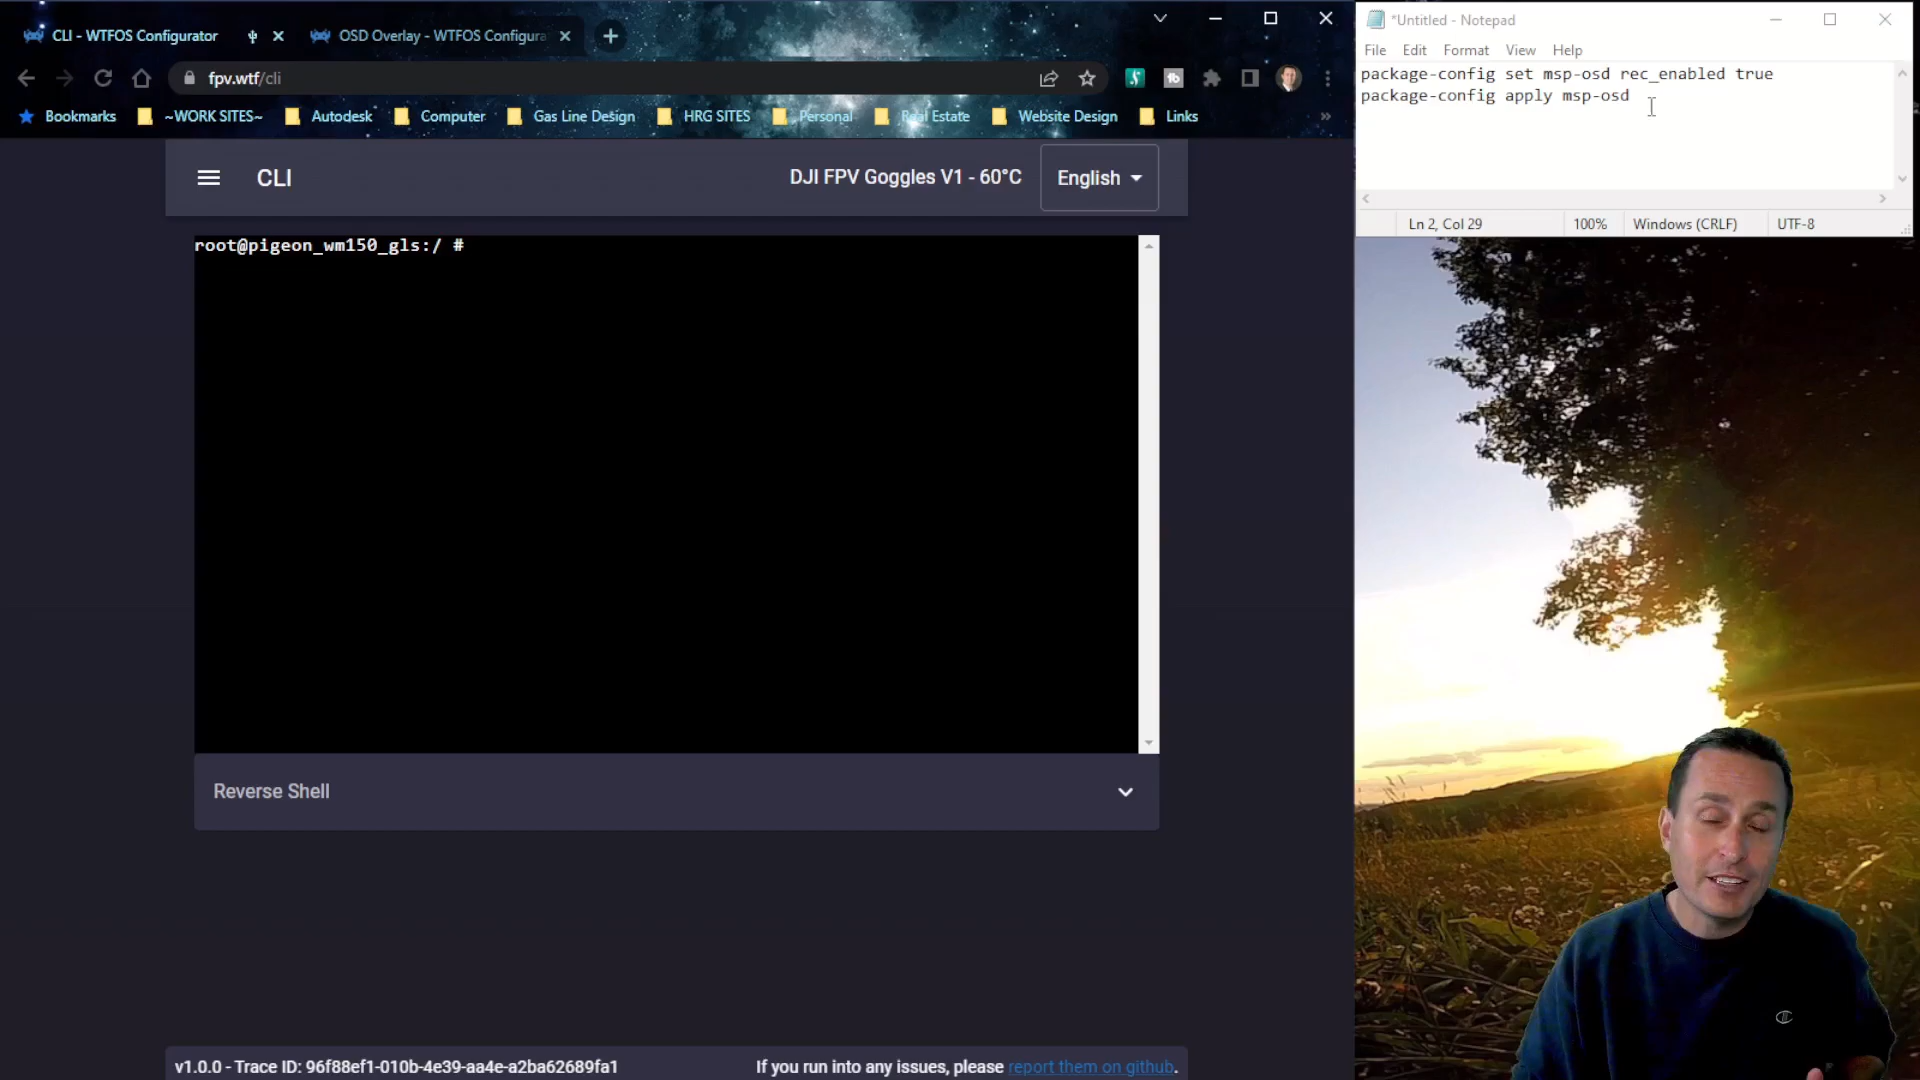 CLI - WTFOS Configurator
OSD Overlay - WTFOS Configura
fpv.wtf/cli
Bookmarks
~WORK SITES~
Autodesk
Computer
Gas Line Design
HRG SITES
Personal
Real Estate
Website Design
Links
»
CLI
DJI FPV Goggles V1 - 60°C
English
root@pigeon_wm150_gls:/ #
Reverse Shell
v1.0.0 - Trace ID: 96f88ef1-010b-4e39-aa4e-a2ba62689fa1
If you run into any issues, please report them on github.
*Untitled - Notepad
File Edit Format View Help
package-config set msp-osd rec_enabled true
package-config apply msp-osd
Ln 2, Col 29
100%
Windows (CRLF)
UTF-8